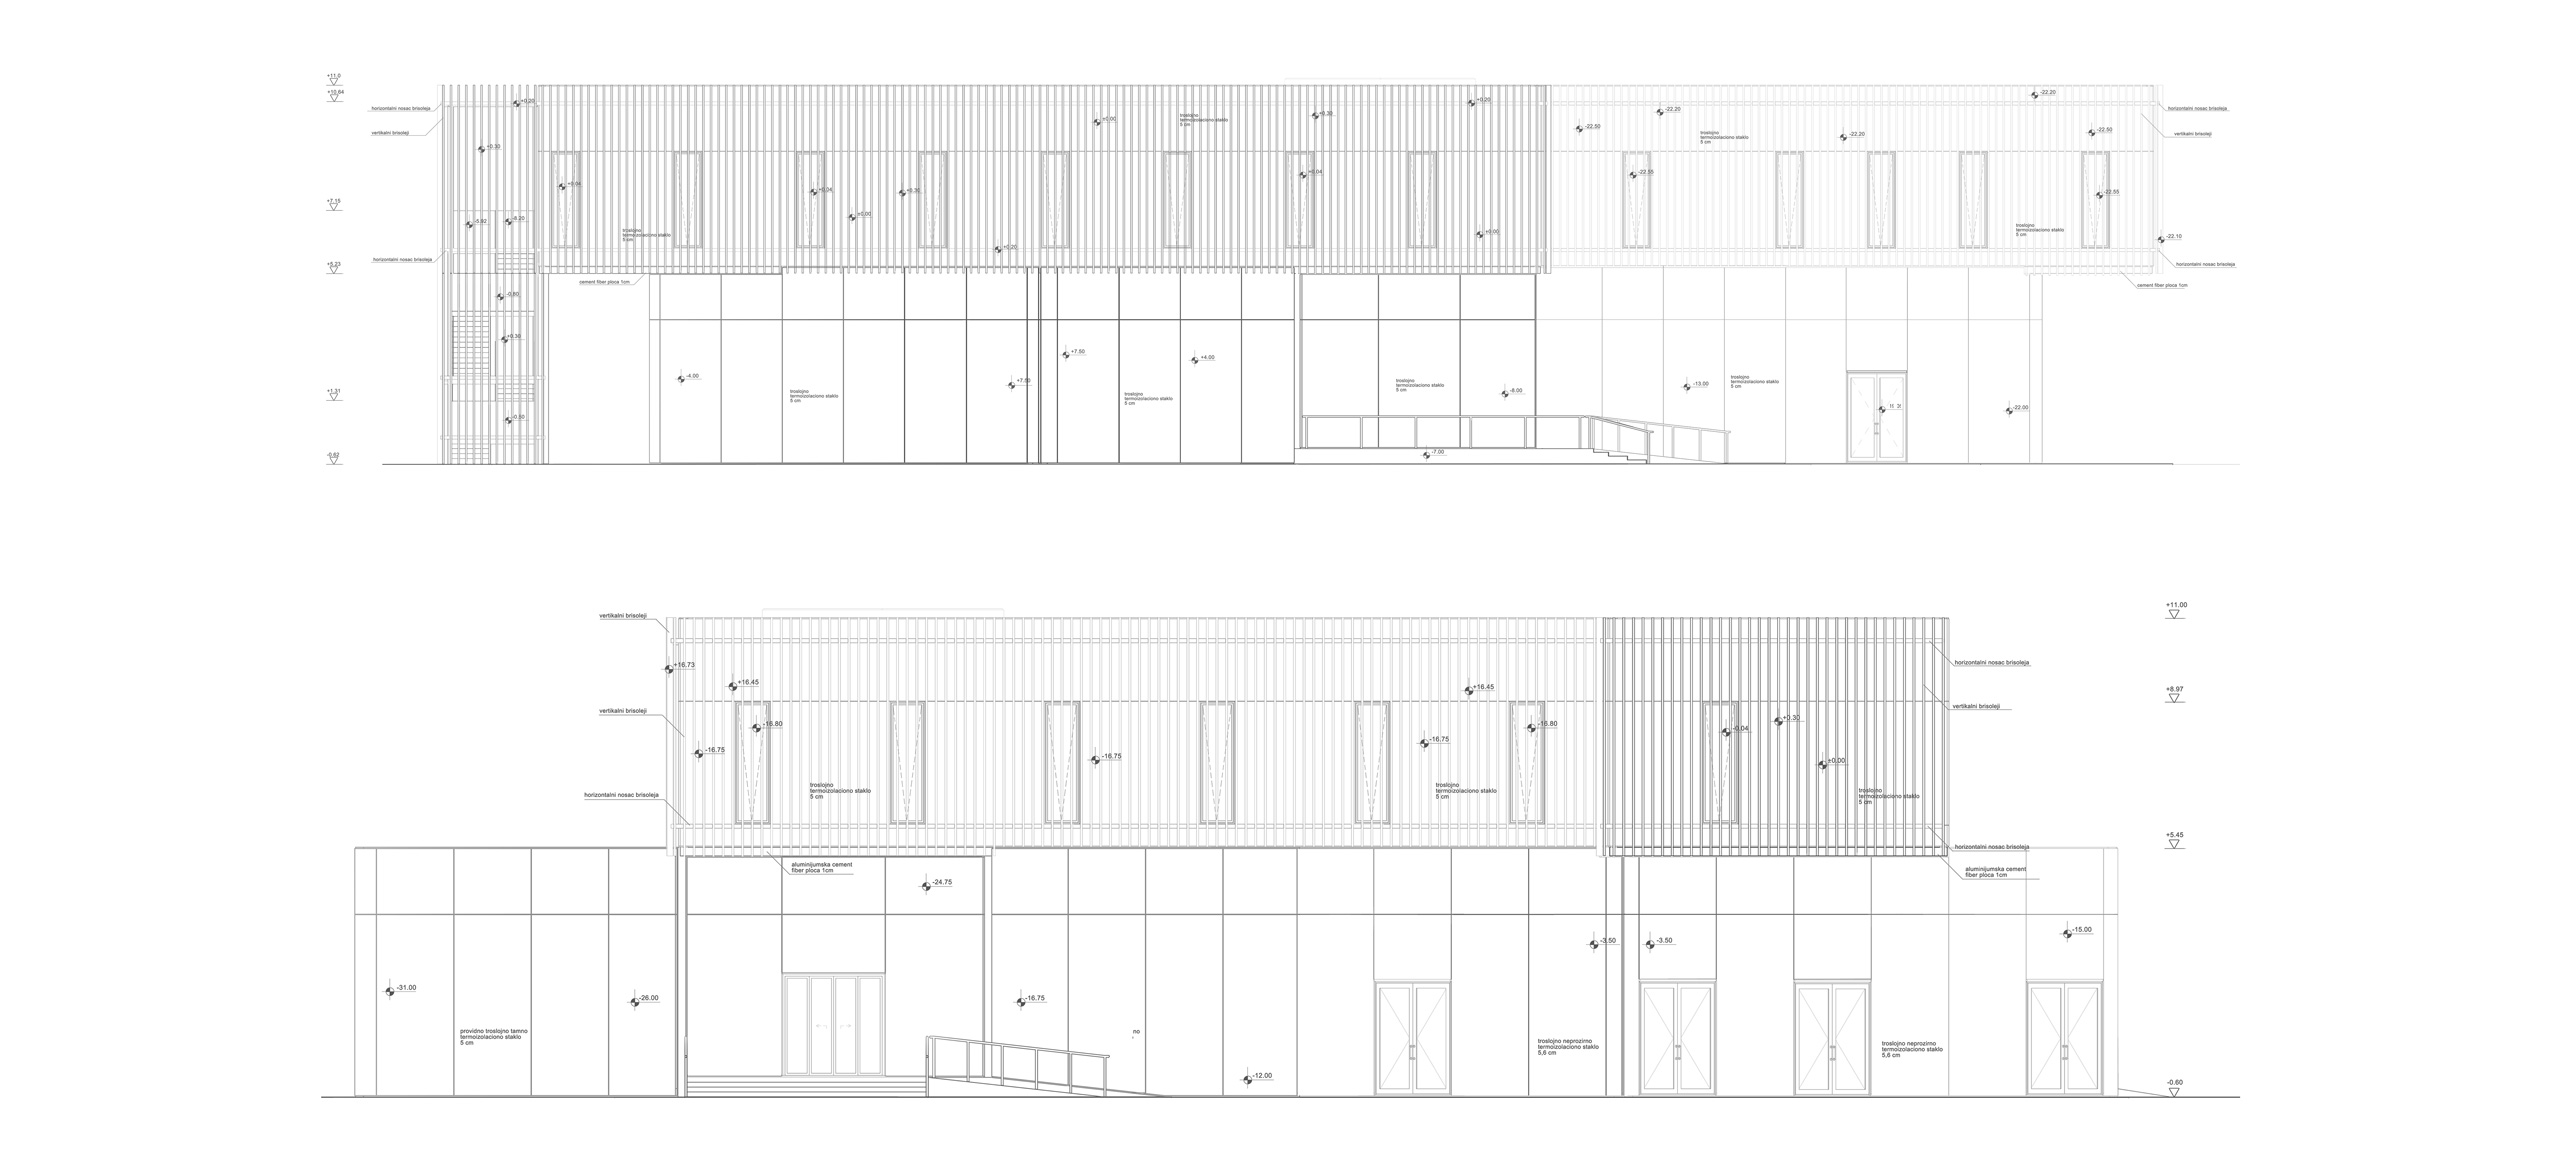 +11.0
+10.64
horizontalni nosac brisoleja
vertikalni brisoleji
+0.20
+0.30
±0.00
troslojno
termoizolaciono staklo
5 cm
+0.30
+0.20
-22.50
-22.20
troslojno
termoizolaciono staklo
5 cm
-22.20
-22.20
-22.50
horizontalni nosac brisoleja
vertikalni brisoleji
+7.15
-5.92
-8.20
+0.04
+0.04
+0.30
±0.00
+0.04
±0.00
-22.55
-22.55
troslojno
termoizolaciono staklo
5 cm
+0.20
troslojno
termoizolaciono staklo
5 cm
-22.10
horizontalni nosac brisoleja
horizontalni nosac brisoleja
+5.23
cement fiber ploca 1cm
cement fiber ploca 1cm
-0.60
+0.30
-4.00
+7.50
+7.50
+4.00
-8.00
-13.00
-22.00
troslojno
termoizolaciono staklo
5 cm
troslojno
termoizolaciono staklo
5 cm
troslojno
termoizolaciono staklo
5 cm
troslojno
termoizolaciono staklo
5 cm
+1.31
-0.50
-0.62
-7.00
vertikalni brisoleji
+11.00
+16.73
+16.45
+16.45
horizontalni nosac brisoleja
+8.97
vertikalni brisoleji
vertikalni brisoleji
-16.75
-16.80
-16.75
-16.75
-16.80
-0.04
+0.30
±0.00
troslojno
termoizolaciono staklo
5 cm
troslojno
termoizolaciono staklo
5 cm
troslojno
termoizolaciono staklo
5 cm
horizontalni nosac brisoleja
+5.45
horizontalni nosac brisoleja
aluminijumska cement
fiber ploca 1cm
aluminijumska cement
fiber ploca 1cm
-24.75
-3.50
-3.50
-15.00
-31.00
-26.00
-16.75
providno troslojno tamno
termoizolaciono staklo
5 cm
no
troslojno neprozirno
termoizolaciono staklo
5,6 cm
troslojno neprozirno
termoizolaciono staklo
5,6 cm
-12.00
-0.60